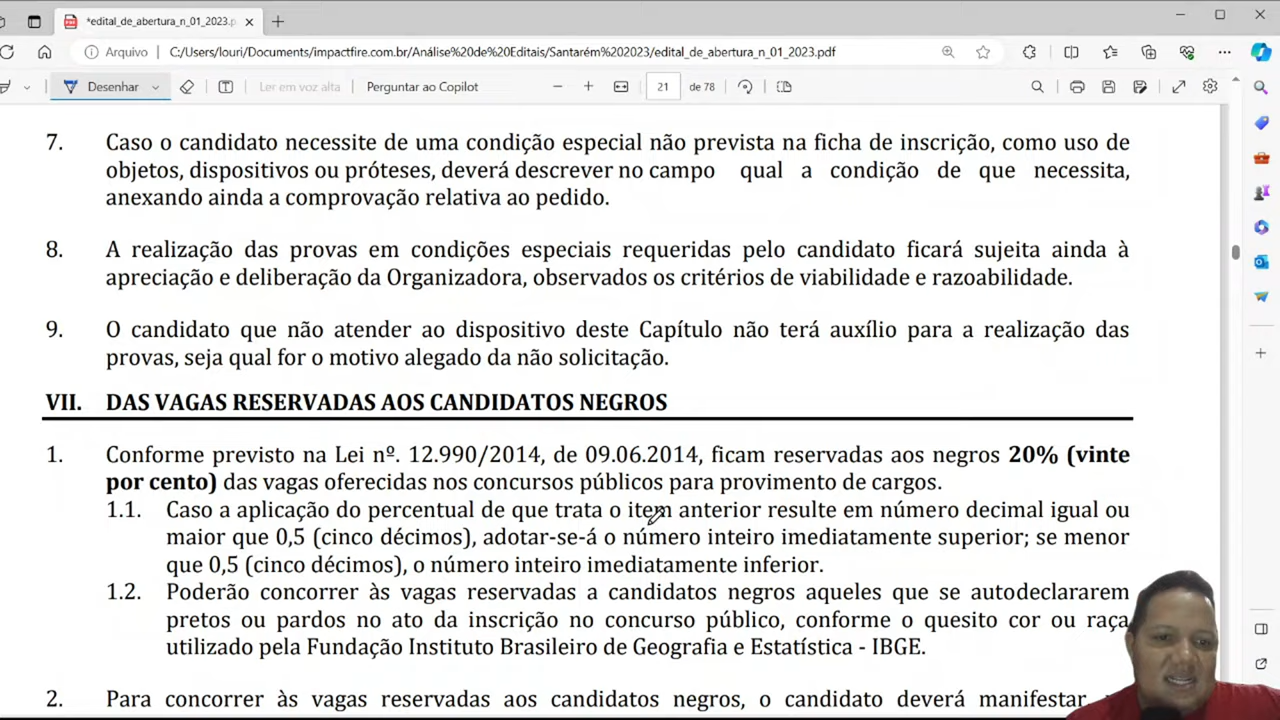 *edital_de_abertura_n_01_2023.p
Arquivo
C:/Users/louri/Documents/impactfire.com.br/Análise%20de%20Editais/Santarém%202023/edital_de_abertura_n_01_2023.pdf
Desenhar
Ler em voz alta
Perguntar ao Copilot
21
de 78
7. Caso o candidato necessite de uma condição especial não prevista na ficha de inscrição, como uso de
objetos, dispositivos ou próteses, deverá descrever no campo qual a condição de que necessita,
anexando ainda a comprovação relativa ao pedido.
8. A realização das provas em condições especiais requeridas pelo candidato ficará sujeita ainda à
apreciação e deliberação da Organizadora, observados os critérios de viabilidade e razoabilidade.
9. O candidato que não atender ao dispositivo deste Capítulo não terá auxílio para a realização das
provas, seja qual for o motivo alegado da não solicitação.
VII. DAS VAGAS RESERVADAS AOS CANDIDATOS NEGROS
1. Conforme previsto na Lei nº. 12.990/2014, de 09.06.2014, ficam reservadas aos negros 20% (vinte
por cento) das vagas oferecidas nos concursos públicos para provimento de cargos.
1.1. Caso a aplicação do percentual de que trata o item anterior resulte em número decimal igual ou
maior que 0,5 (cinco décimos), adotar-se-á o número inteiro imediatamente superior; se menor
que 0,5 (cinco décimos), o número inteiro imediatamente inferior.
1.2. Poderão concorrer às vagas reservadas a candidatos negros aqueles que se autodeclararem
pretos ou pardos no ato da inscrição no concurso público, conforme o quesito cor ou raça
utilizado pela Fundação Instituto Brasileiro de Geografia e Estatística - IBGE.
2. Para concorrer às vagas reservadas aos candidatos negros, o candidato deverá manifestar,